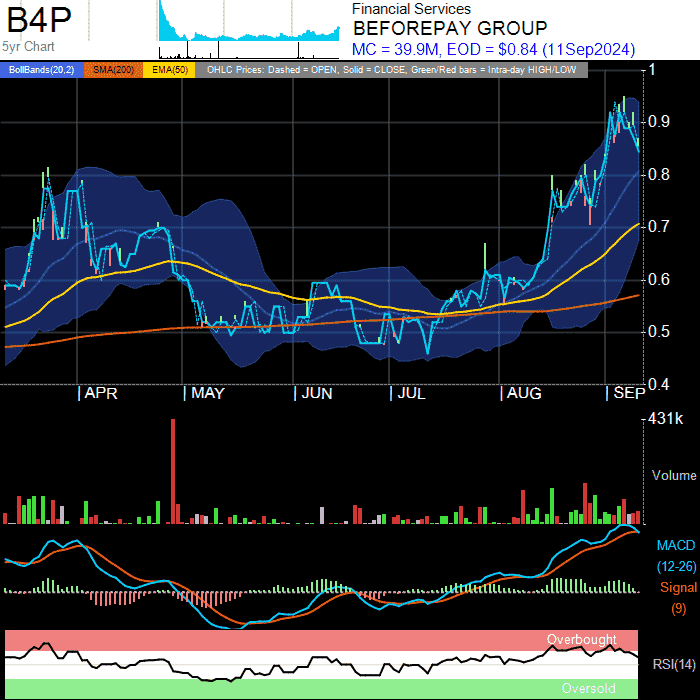 B4P
5yr Chart
Financial Services
BEFOREPAY GROUP
MC = 39.9M, EOD = $0.84 (11Sep2024)
BollBands(20,2) SMA(200) EMA(50) OHLC Prices: Dashed = OPEN, Solid = CLOSE, Green/Red bars = Intra-day HIGH/LOW
1
0.9
0.8
0.7
0.6
0.5
0.4
APR MAY JUN JUL AUG SEP
431k
Volume
MACD
(12-26)
Signal
(9)
Overbought
RSI(14)
Oversold